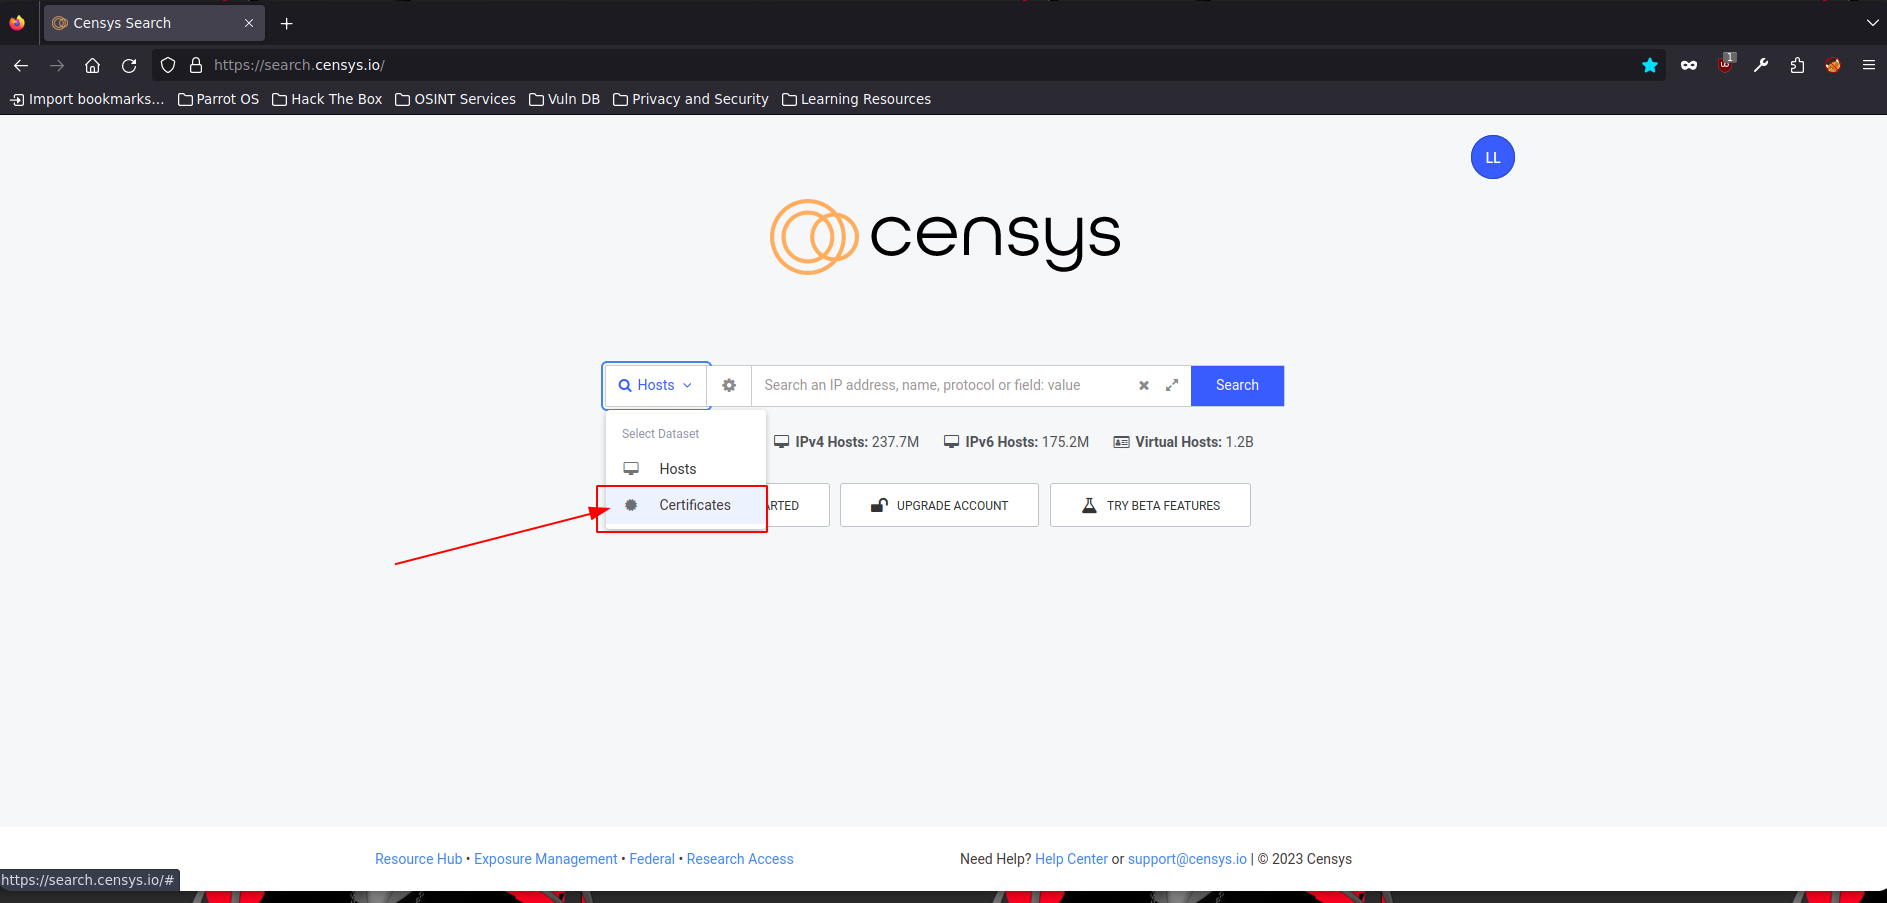 Censys Search
https://search.censys.io/
1
Import bookmarks... Parrot OS Hack The Box OSINT Services Vuln DB Privacy and Security Learning Resources
LL
censys
Hosts Search an IP address, name, protocol or field: value Search
Select Dataset
IPv4 Hosts: 237.7M IPv6 Hosts: 175.2M Virtual Hosts: 1.2B
Hosts
Certificates ARTED UPGRADE ACCOUNT TRY BETA FEATURES
Resource Hub • Exposure Management • Federal • Research Access Need Help? Help Center or support@censys.io | © 2023 Censys
https://search.censys.io/#